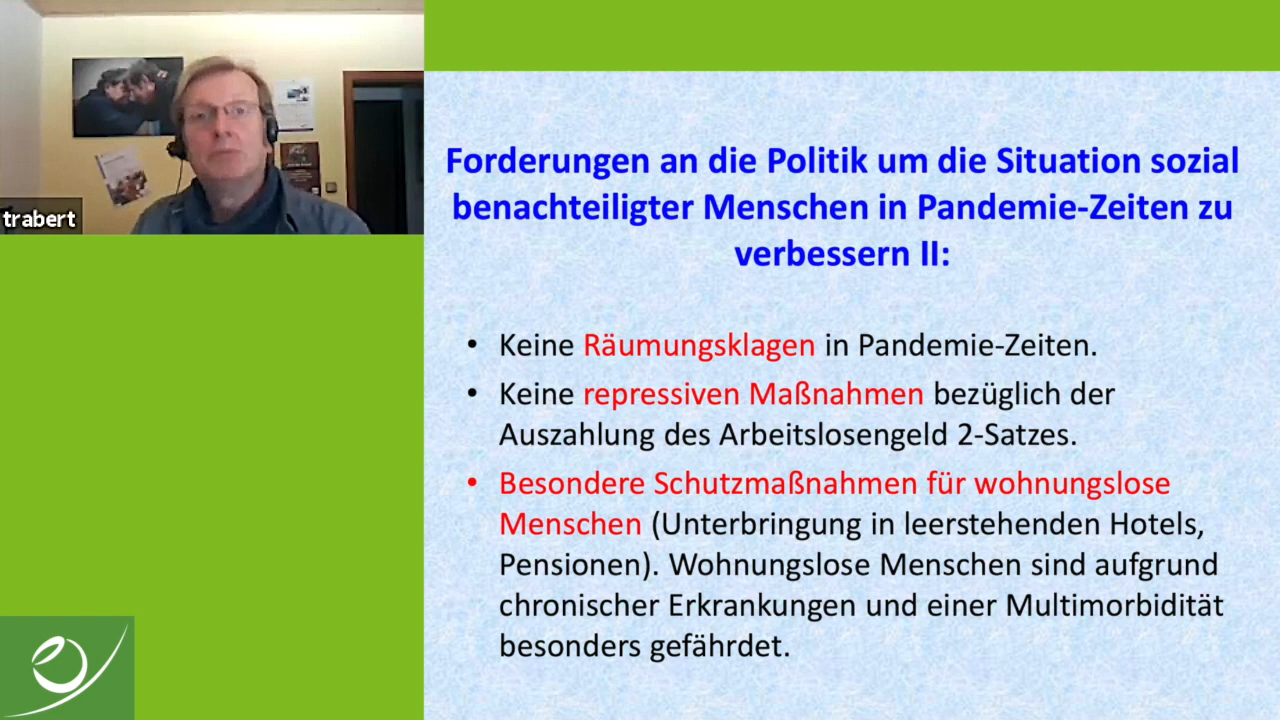 trabert
Forderungen an die Politik um die Situation sozial
benachteiligter Menschen in Pandemie-Zeiten zu
verbessern II:
• Keine Räumungsklagen in Pandemie-Zeiten.
• Keine repressiven Maßnahmen bezüglich der
Auszahlung des Arbeitslosengeld 2-Satzes.
• Besondere Schutzmaßnahmen für wohnungslose
Menschen (Unterbringung in leerstehenden Hotels,
Pensionen). Wohnungslose Menschen sind aufgrund
chronischer Erkrankungen und einer Multimorbidität
besonders gefährdet.